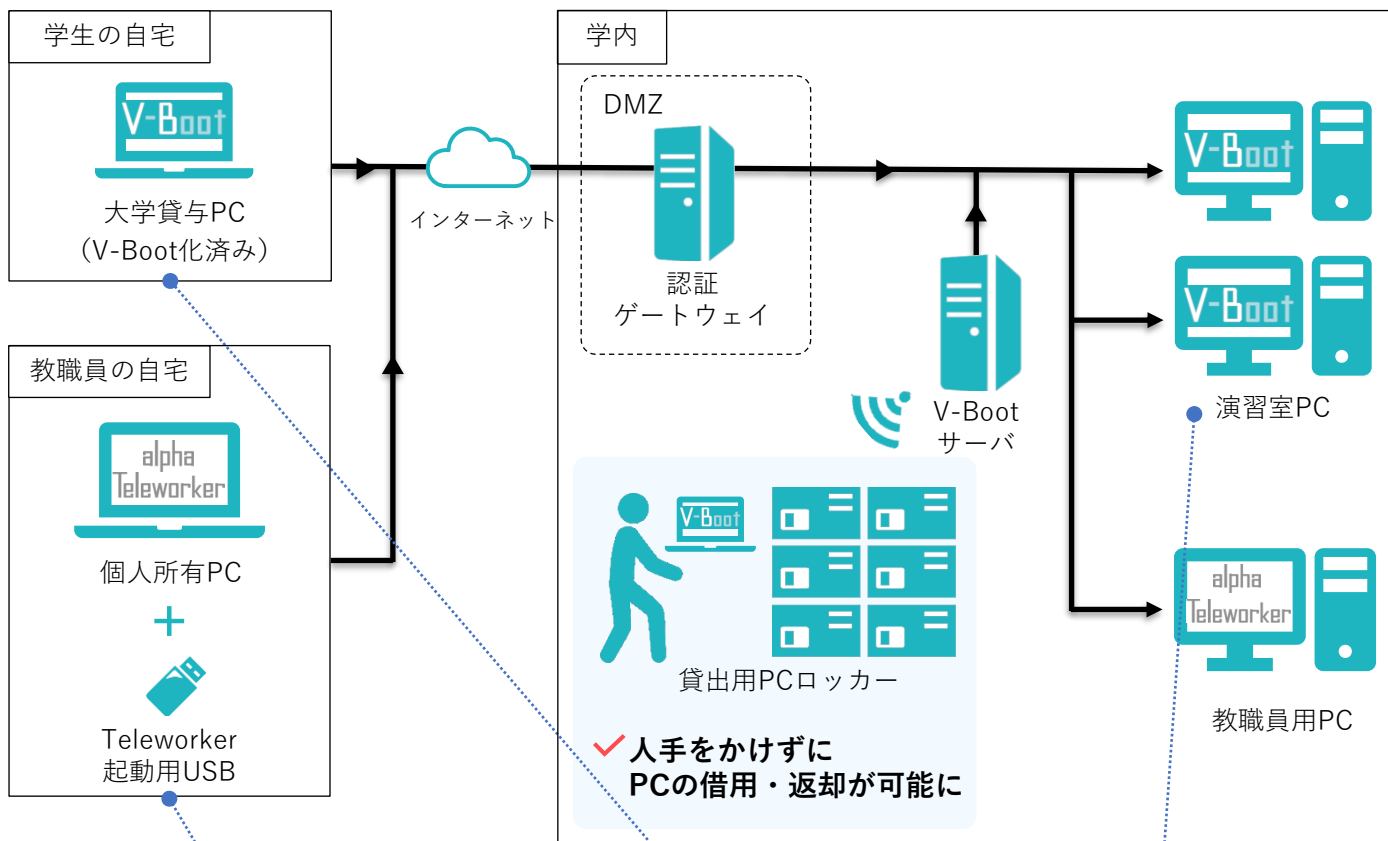 学生の自宅
V-Boot
大学貸与PC
（V-Boot化済み）
教職員の自宅
alpha
Teleworker
個人所有PC
+
Teleworker
起動用USB
インターネット
学内
DMZ
認証
ゲートウェイ
V-Boot
サーバ
V-Boot
V-Boot
演習室PC
alpha
Teleworker
教職員用PC
V-Boot
貸出用PCロッカー
人手をかけずに
PCの借用・返却が可能に